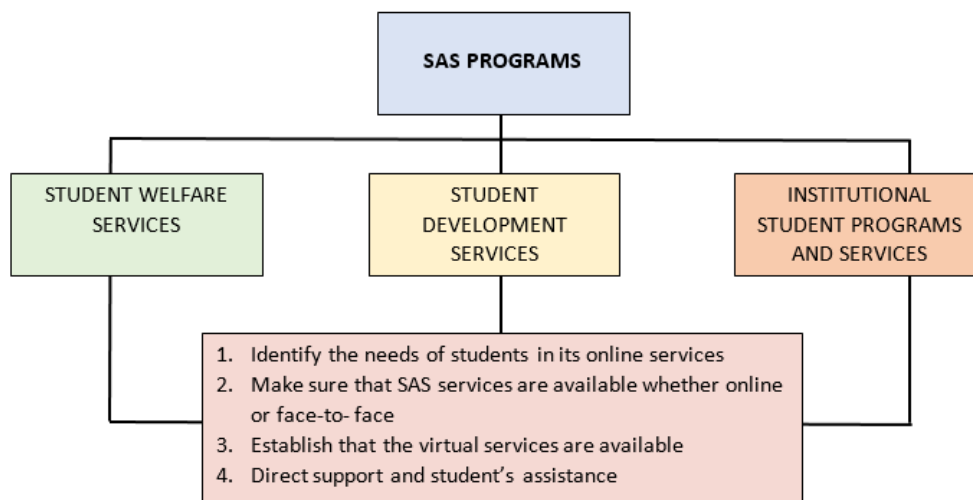 SAS PROGRAMS
STUDENT WELFARE
SERVICES
STUDENT
DEVELOPMENT
SERVICES
INSTITUTIONAL
STUDENT PROGRAMS
AND SERVICES
1. Identify the needs of students in its online services
2. Make sure that SAS services are available whether online
or face-to- face
3. Establish that the virtual services are available
4. Direct support and student’s assistance